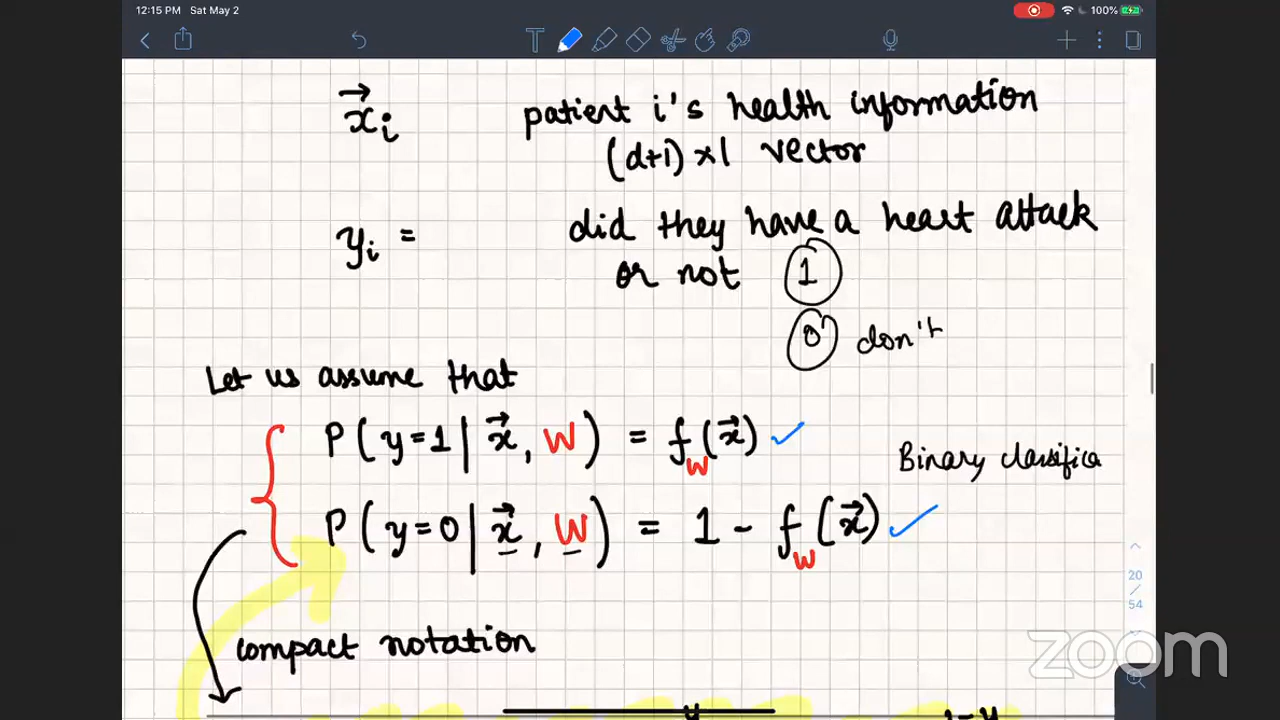 12:15 PM Sat May 2
100%
x⃗ᵢ patient i's health information
(d+1) x1 vector
yᵢ = did they have a heart attack
or not 1
0 don't
Let us assume that
P(y=1 | x⃗, W) = f_W(x⃗) ✓
Binary classifica
P(y=0 | x⃗, W) = 1 - f_W(x⃗) ✓
20
/
54
compact notation
zoom